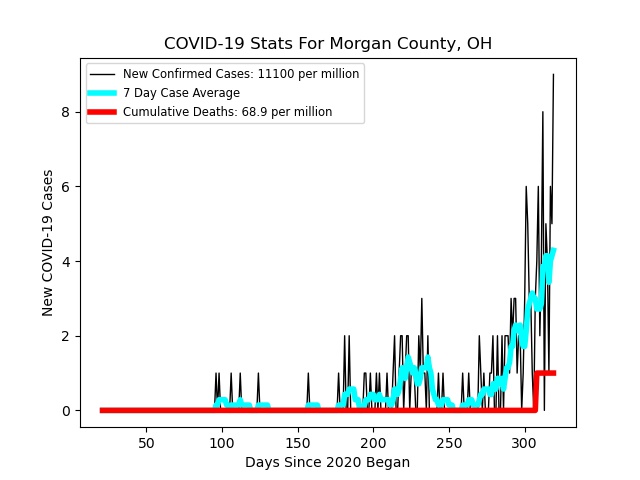 COVID-19 Stats For Morgan County, OH
New Confirmed Cases: 11100 per million
7 Day Case Average
Cumulative Deaths: 68.9 per million
New COVID-19 Cases
8
6
4
2
0
50 100 150 200 250 300
Days Since 2020 Began